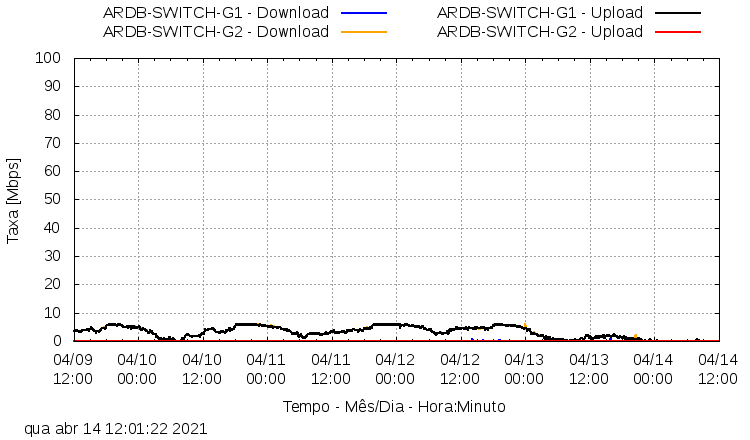 ARDB-SWITCH-G1 - Download ARDB-SWITCH-G1 - Upload
ARDB-SWITCH-G2 - Download ARDB-SWITCH-G2 - Upload
100
90
80
70
60
50
40
30
20
10
0
Taxa [Mbps]
04/09 04/10 04/10 04/11 04/11 04/12 04/12 04/13 04/13 04/14 04/14
12:00 00:00 12:00 00:00 12:00 00:00 12:00 00:00 12:00 00:00 12:00
Tempo - Mês/Dia - Hora:Minuto
qua abr 14 12:01:22 2021